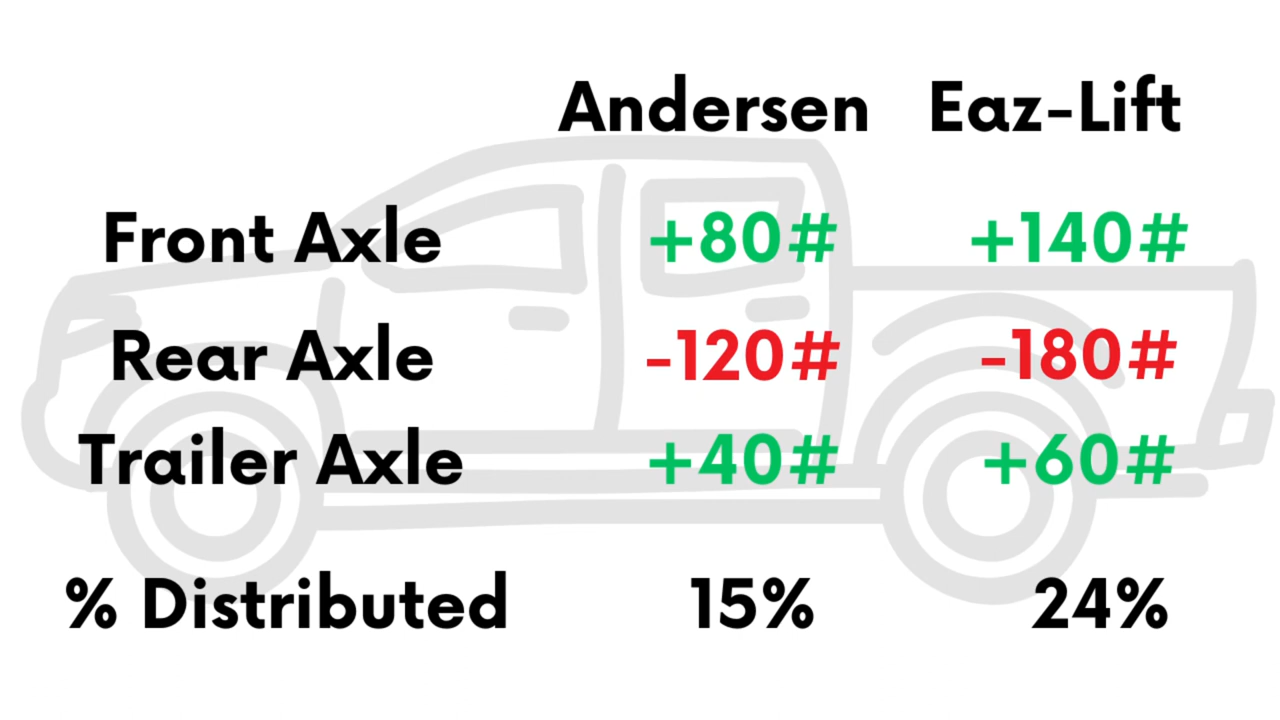 Andersen Eaz-Lift
Front Axle +80# +140#
Rear Axle -120# -180#
Trailer Axle +40# +60#
% Distributed 15% 24%